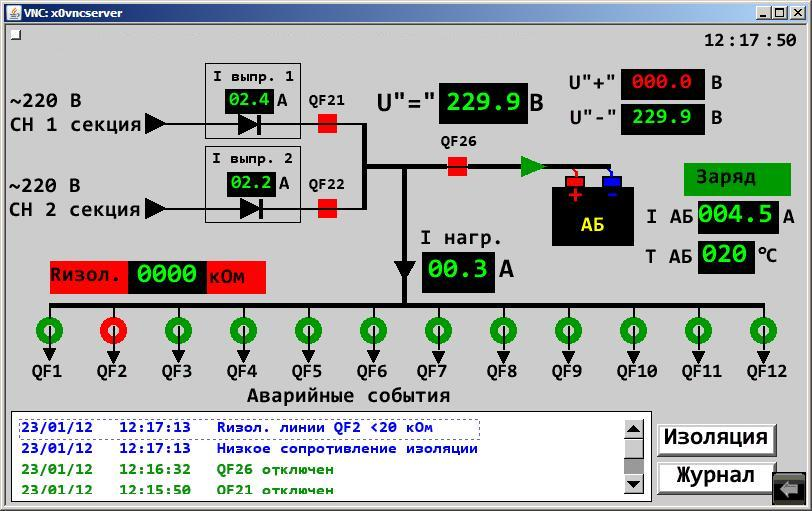 VNC: x0vncserver
12:17:50
I выпр. 1
02.4 А
~220 В
СН 1 секция
QF21
U"=" 229.9 В
U"+" 000.0 В
U"-" 229.9 В
QF26
I выпр. 2
02.2 А
~220 В
СН 2 секция
QF22
Заряд
+ -
АБ
I АБ 004.5 А
Т АБ 020 °С
I нагр.
00.3 А
Rизол. 0000 кОм
QF1 QF2 QF3 QF4 QF5 QF6 QF7 QF8 QF9 QF10 QF11 QF12
Аварийные события
23/01/12 12:17:13 Rизол. линии QF2 <20 кОм
23/01/12 12:17:13 Низкое сопротивление изоляции
23/01/12 12:16:32 QF26 отключен
23/01/12 12:15:50 QF21 отключен
Изоляция
Журнал